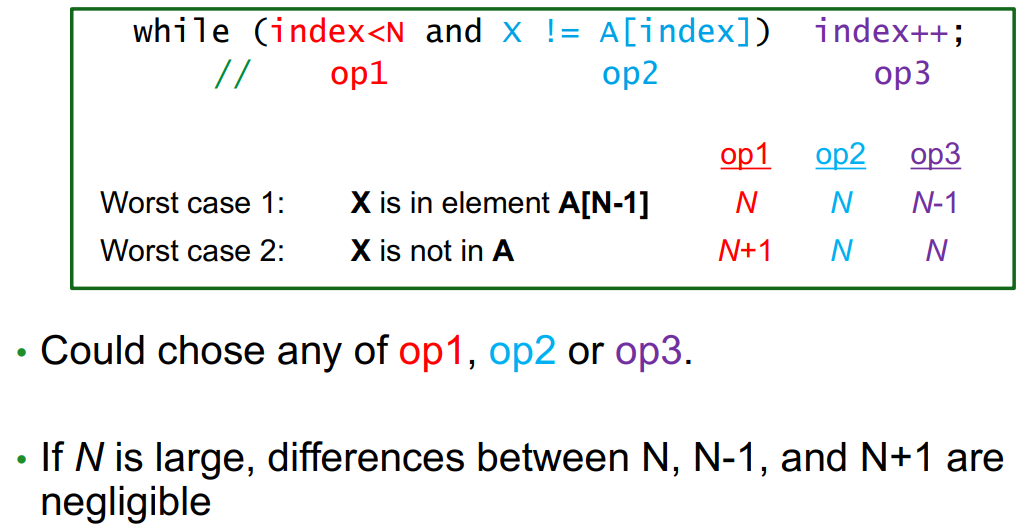 while (index<N and X != A[index]) index++;
// op1 op2 op3
op1 op2 op3
Worst case 1: X is in element A[N-1] N N N-1
Worst case 2: X is not in A N+1 N N
• Could chose any of op1, op2 or op3.
• If N is large, differences between N, N-1, and N+1 are
negligible